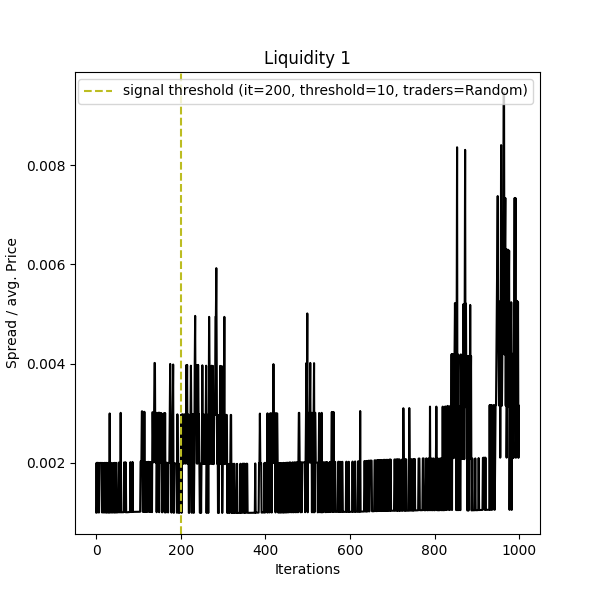 Liquidity 1
signal threshold (it=200, threshold=10, traders=Random)
0.008
0.006
0.004
0.002
Spread / avg. Price
0 200 400 600 800 1000
Iterations